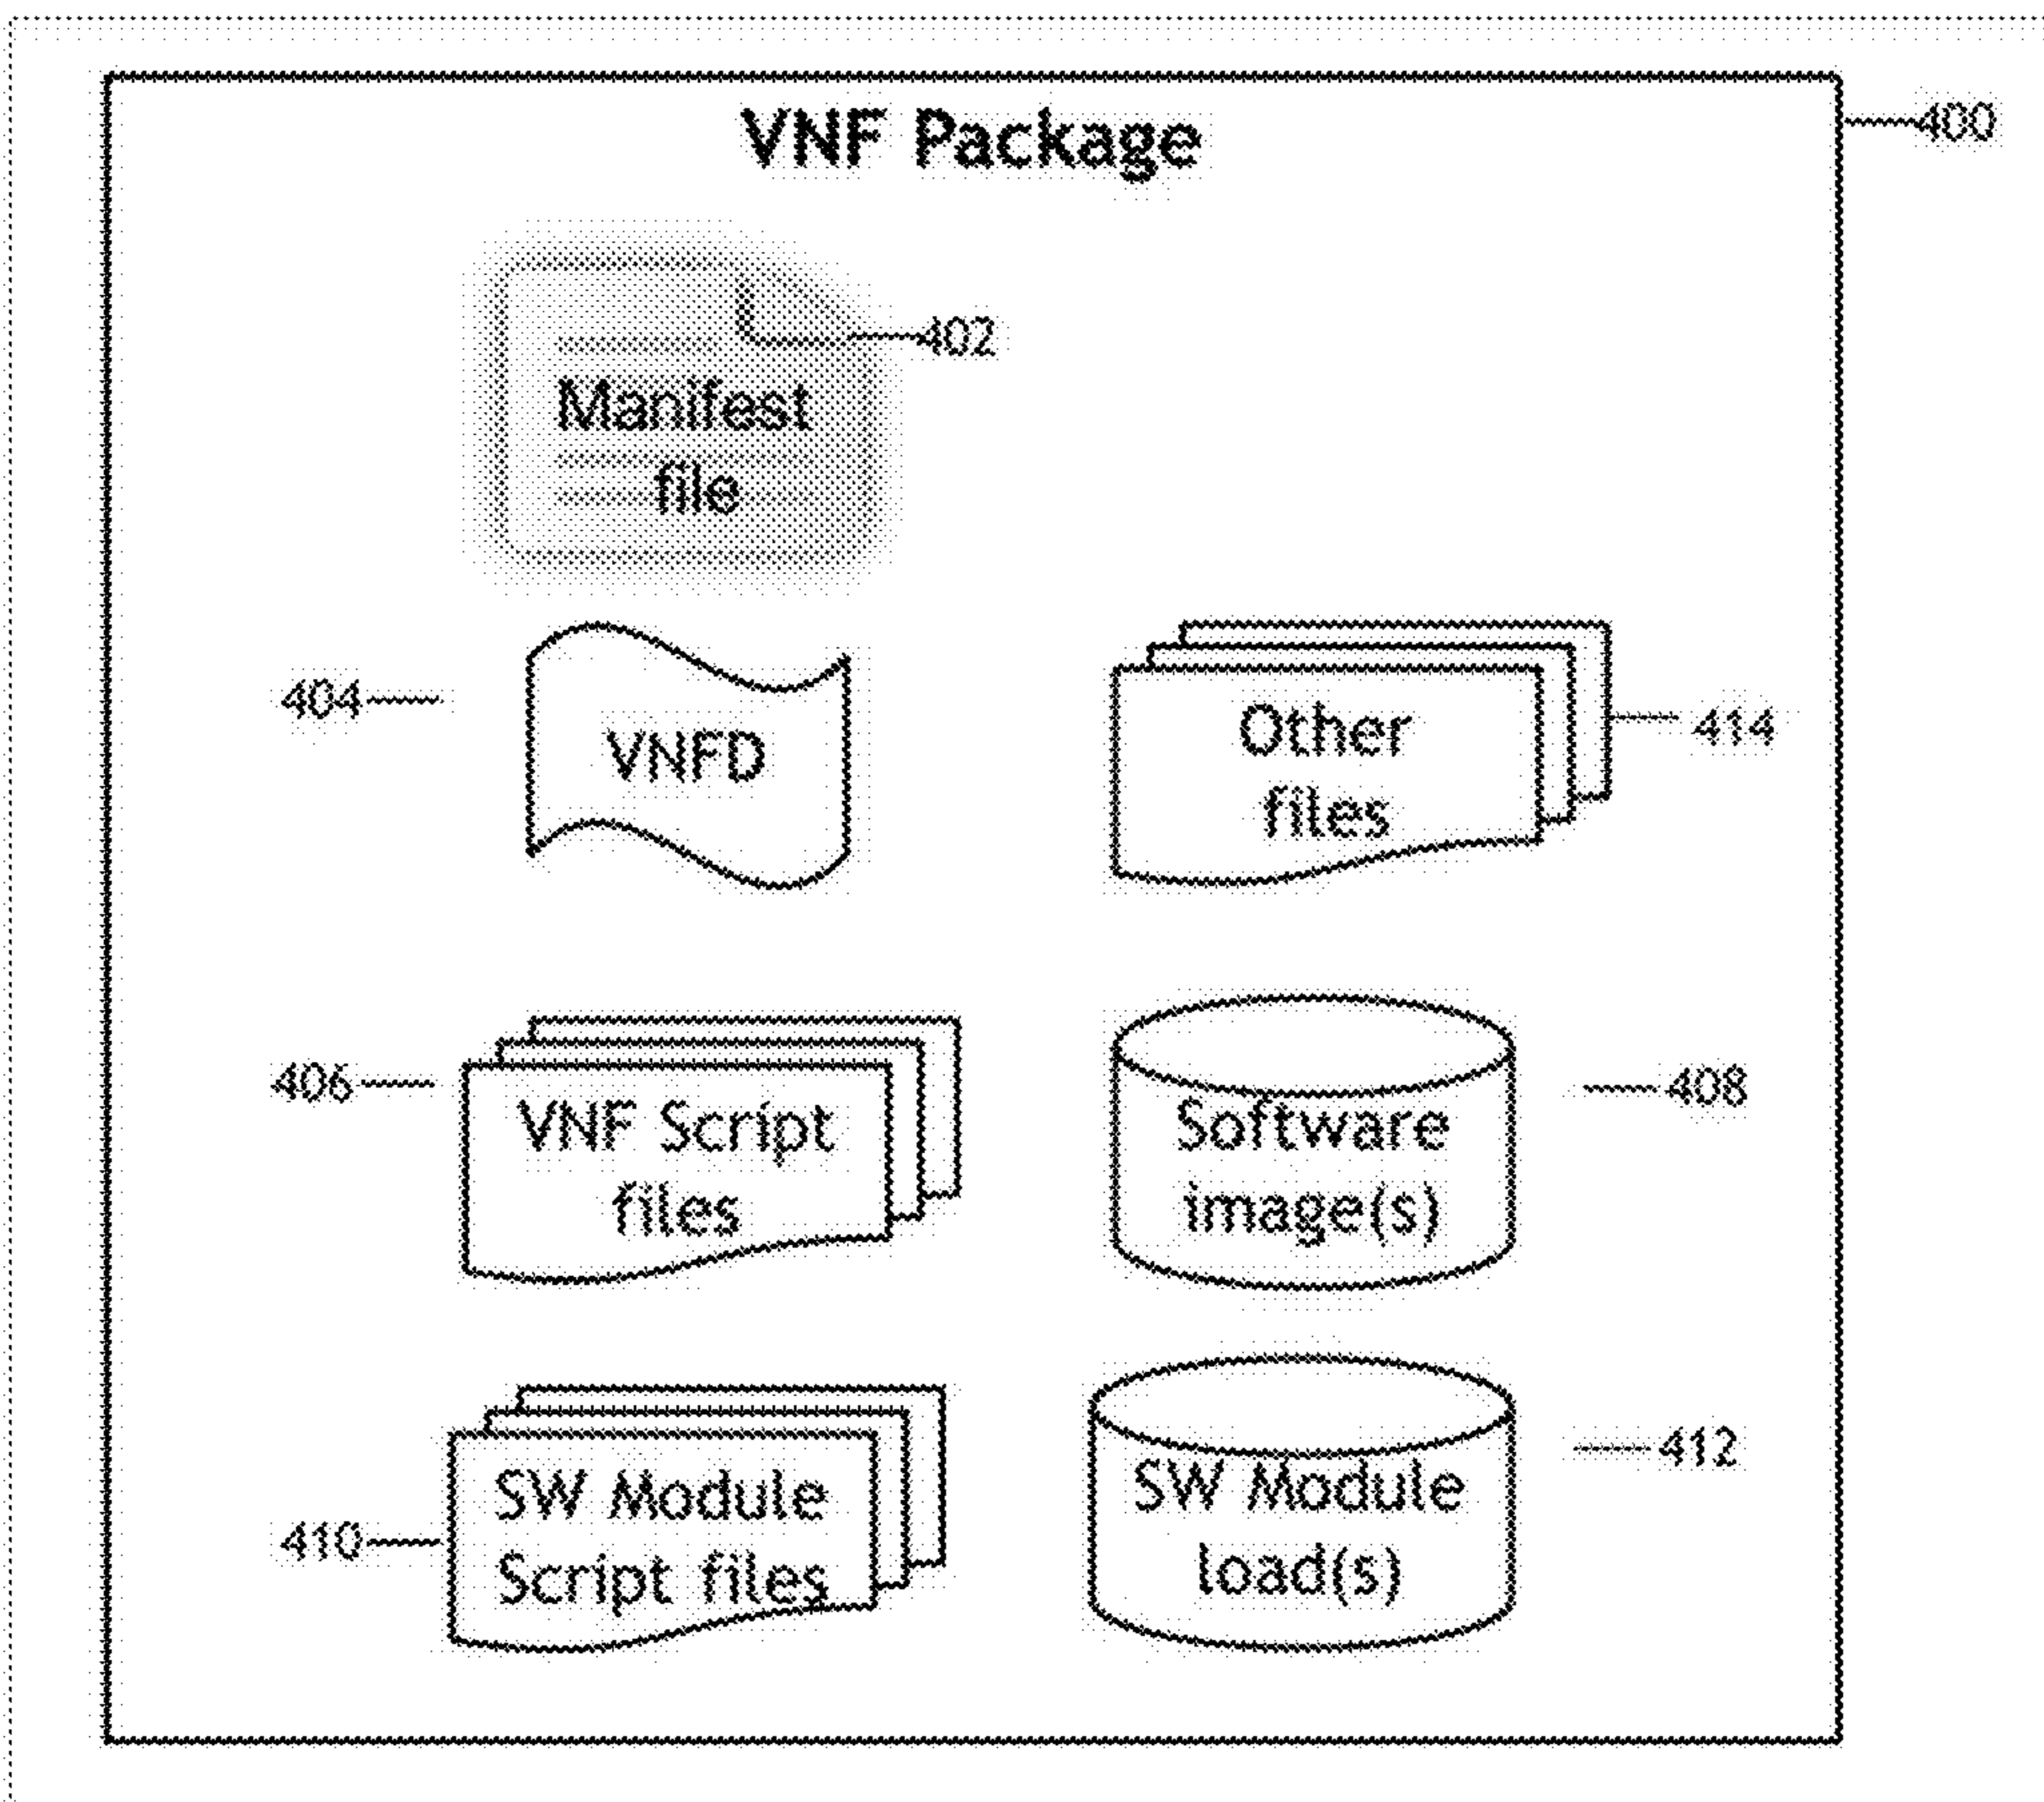 VNF Package
400
402
Manifest
file
404
VNFD
Other
files
414
406
VNF Script
files
Software
image(s)
408
410
SW Module
Script files
SW Module
load(s)
412